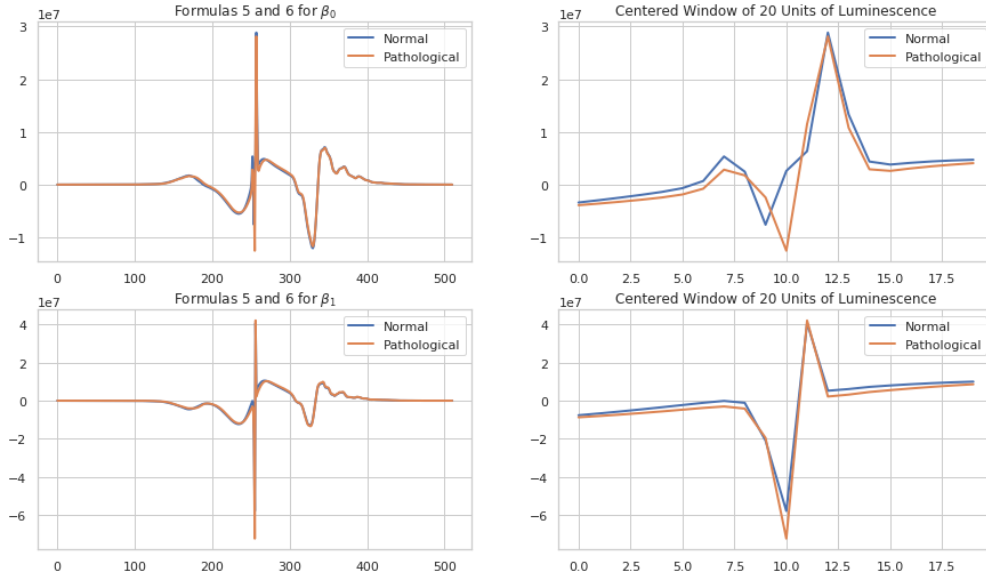 Formulas 5 and 6 for β0
1e7
Normal
Pathological
3
2
1
0
−1
0 100 200 300 400 500
Centered Window of 20 Units of Luminescence
1e7
Normal
Pathological
3
2
1
0
−1
0.0 2.5 5.0 7.5 10.0 12.5 15.0 17.5
Formulas 5 and 6 for β1
1e7
Normal
Pathological
4
2
0
−2
−4
−6
0 100 200 300 400 500
Centered Window of 20 Units of Luminescence
1e7
Normal
Pathological
4
2
0
−2
−4
−6
0.0 2.5 5.0 7.5 10.0 12.5 15.0 17.5